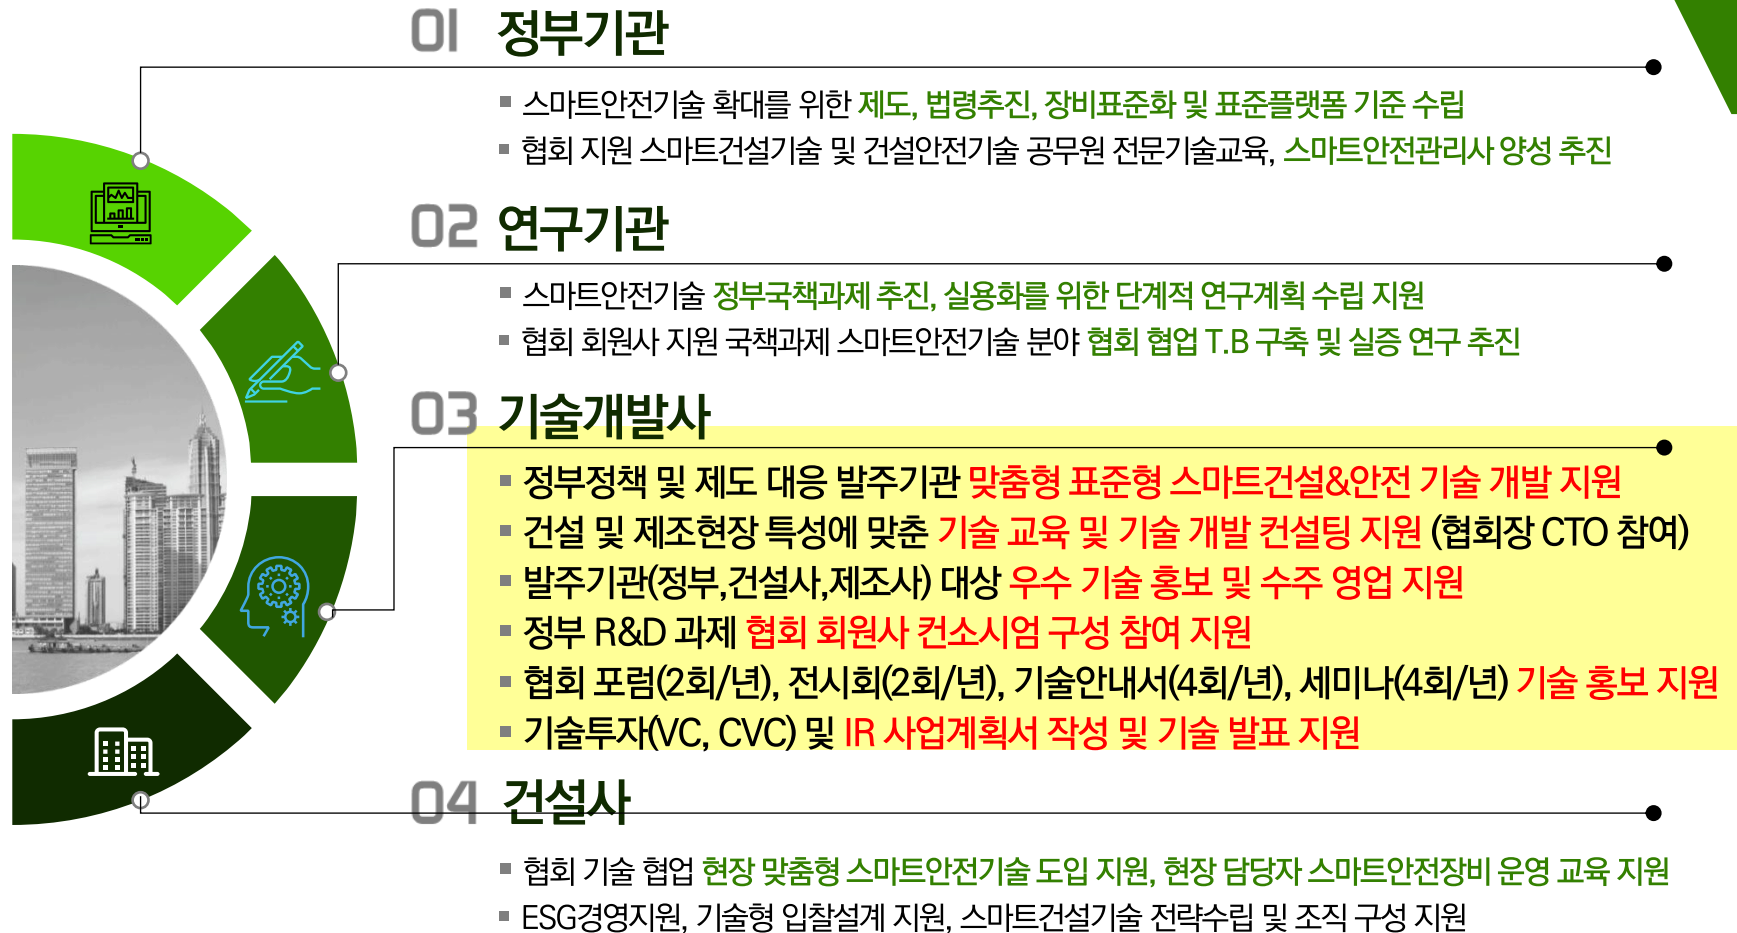 01 정부기관
▪ 스마트안전기술 확대를 위한 제도, 법령추진, 장비표준화 및 표준플랫폼 기준 수립
▪ 협회 지원 스마트건설기술 및 건설안전기술 공무원 전문기술교육, 스마트안전관리사 양성 추진
02 연구기관
▪ 스마트안전기술 정부국책과제 추진, 실용화를 위한 단계적 연구계획 수립 지원
▪ 협회 회원사 지원 국책과제 스마트안전기술 분야 협회 협업 T.B 구축 및 실증 연구 추진
03 기술개발사
▪ 정부정책 및 제도 대응 발주기관 맞춤형 표준형 스마트건설&안전 기술 개발 지원
▪ 건설 및 제조현장 특성에 맞춘 기술 교육 및 기술 개발 컨설팅 지원 (협회장 CTO 참여)
▪ 발주기관(정부,건설사,제조사) 대상 우수 기술 홍보 및 수주 영업 지원
▪ 정부 R&D 과제 협회 회원사 컨소시엄 구성 참여 지원
▪ 협회 포럼(2회/년), 전시회(2회/년), 기술안내서(4회/년), 세미나(4회/년) 기술 홍보 지원
▪ 기술투자(VC, CVC) 및 IR 사업계획서 작성 및 기술 발표 지원
04 건설사
▪ 협회 기술 협업 현장 맞춤형 스마트안전기술 도입 지원, 현장 담당자 스마트안전장비 운영 교육 지원
▪ ESG경영지원, 기술형 입찰설계 지원, 스마트건설기술 전략수립 및 조직 구성 지원